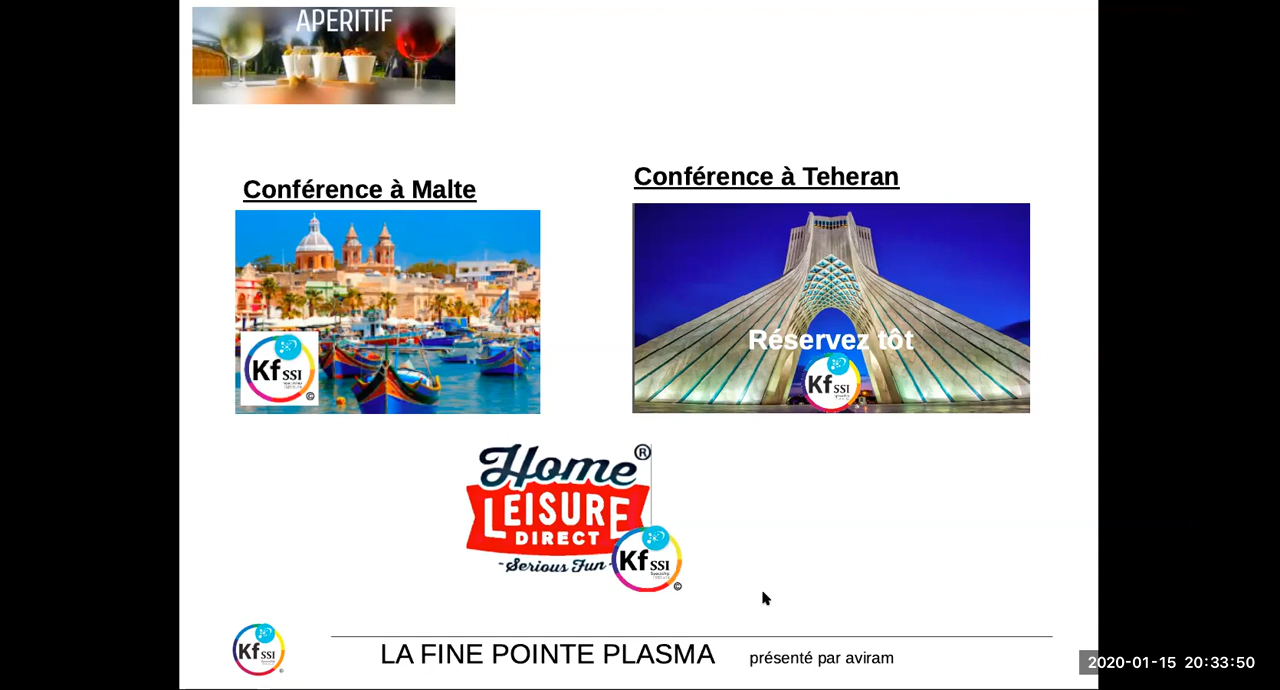 APERITIF
Conférence à Malte
Conférence à Teheran
Réservez tôt
Kf SSI
©
Kf SSI
Home ®
LEISURE
DIRECT
-Serious Fun-
Kf SSI
©
Kf SSI
©
LA FINE POINTE PLASMA
présenté par aviram
2020-01-15 20:33:50